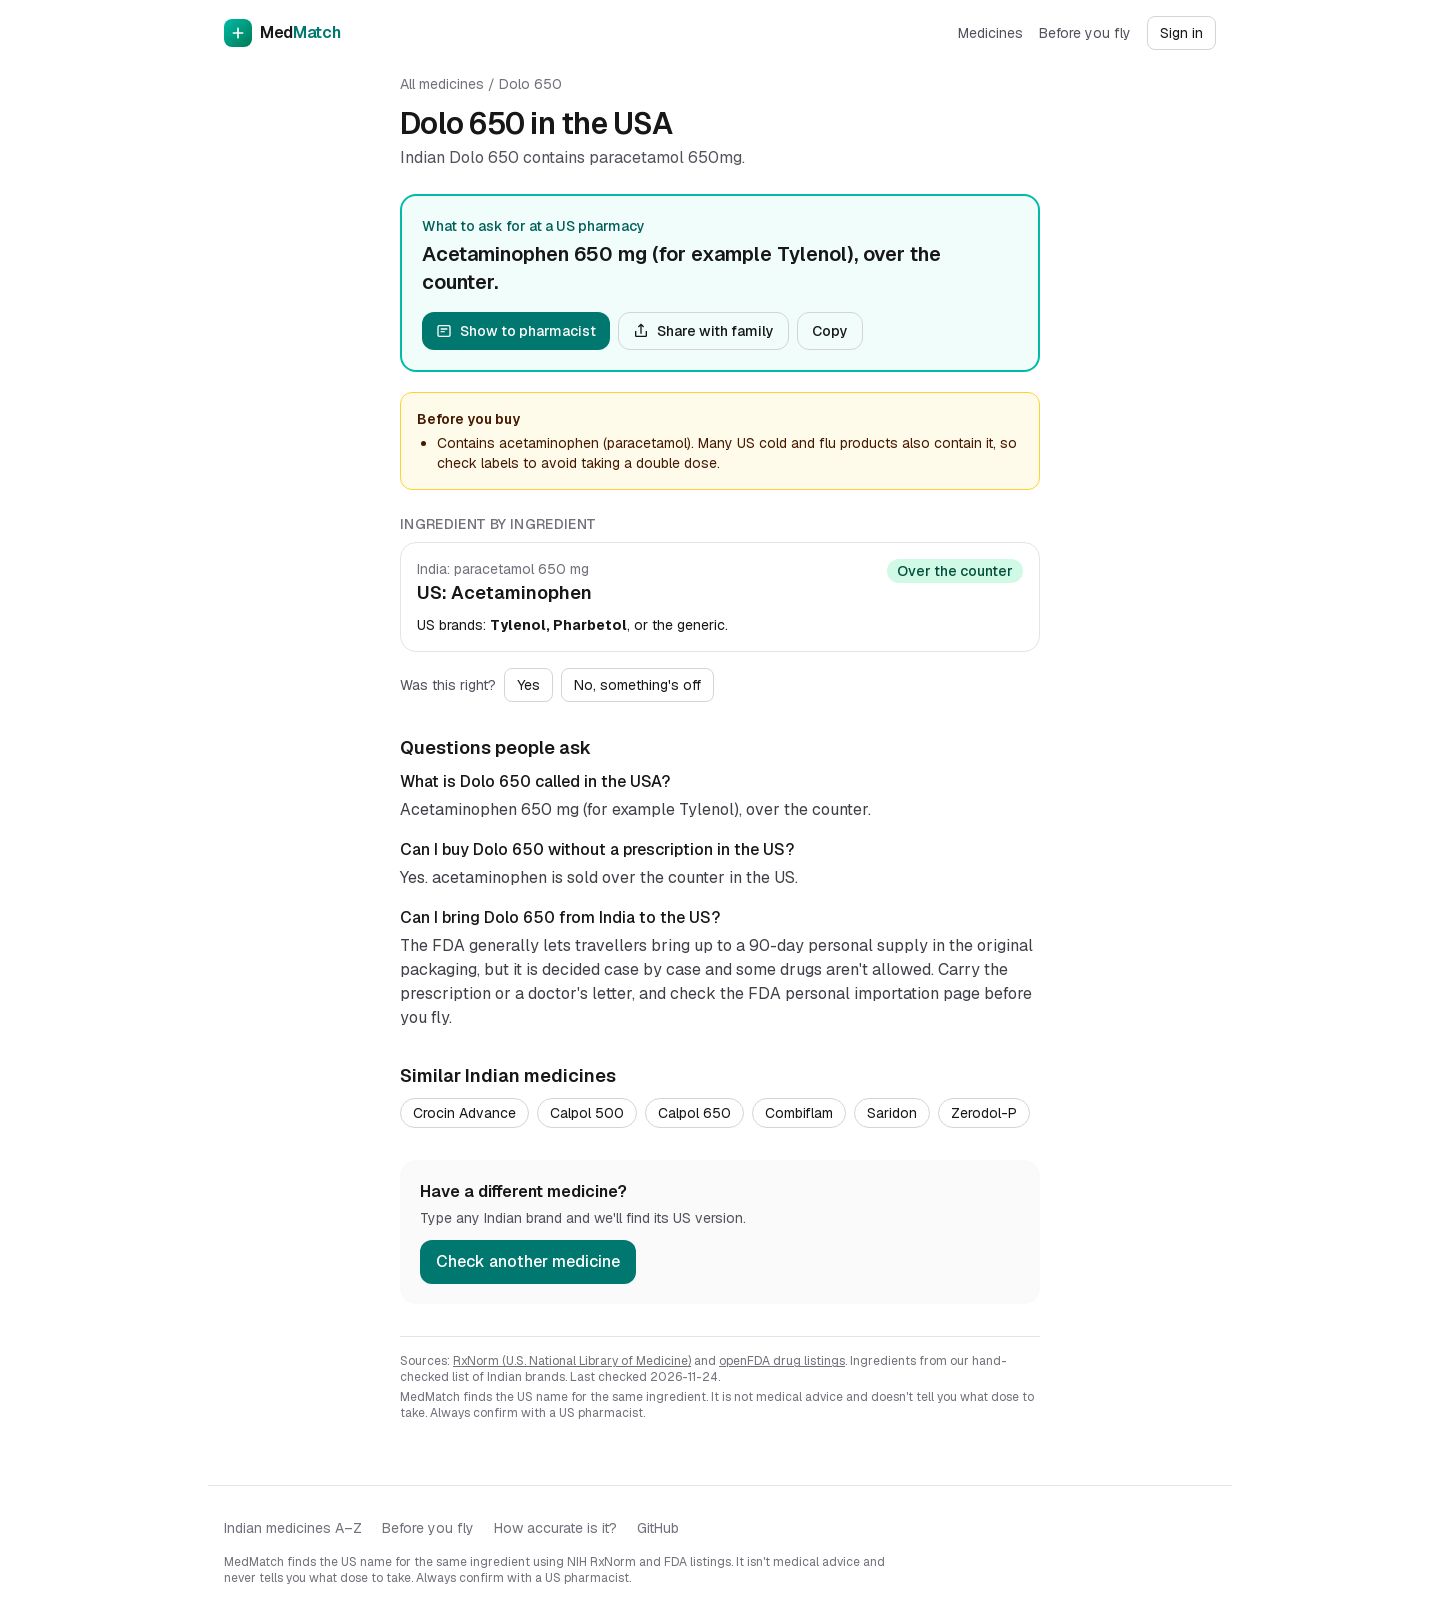 MedMatch
Medicines
Before you fly
Sign in
All medicines / Dolo 650
Dolo 650 in the USA
Indian Dolo 650 contains paracetamol 650mg.
What to ask for at a US pharmacy
Acetaminophen 650 mg (for example Tylenol), over the
counter.
Show to pharmacist
Share with family
Copy
Before you buy
• Contains acetaminophen (paracetamol). Many US cold and flu products also contain it, so
check labels to avoid taking a double dose.
INGREDIENT BY INGREDIENT
India: paracetamol 650 mg
Over the counter
US: Acetaminophen
US brands: Tylenol, Pharbetol, or the generic.
Was this right?
Yes
No, something's off
Questions people ask
What is Dolo 650 called in the USA?
Acetaminophen 650 mg (for example Tylenol), over the counter.
Can I buy Dolo 650 without a prescription in the US?
Yes. acetaminophen is sold over the counter in the US.
Can I bring Dolo 650 from India to the US?
The FDA generally lets travellers bring up to a 90-day personal supply in the original
packaging, but it is decided case by case and some drugs aren't allowed. Carry the
prescription or a doctor's letter, and check the FDA personal importation page before
you fly.
Similar Indian medicines
Crocin Advance
Calpol 500
Calpol 650
Combiflam
Saridon
Zerodol-P
Have a different medicine?
Type any Indian brand and we'll find its US version.
Check another medicine
Sources: RxNorm (U.S. National Library of Medicine) and openFDA drug listings. Ingredients from our hand-
checked list of Indian brands. Last checked 2026-11-24.
MedMatch finds the US name for the same ingredient. It is not medical advice and doesn't tell you what dose to
take. Always confirm with a US pharmacist.
Indian medicines A–Z
Before you fly
How accurate is it?
GitHub
MedMatch finds the US name for the same ingredient using NIH RxNorm and FDA listings. It isn't medical advice and
never tells you what dose to take. Always confirm with a US pharmacist.